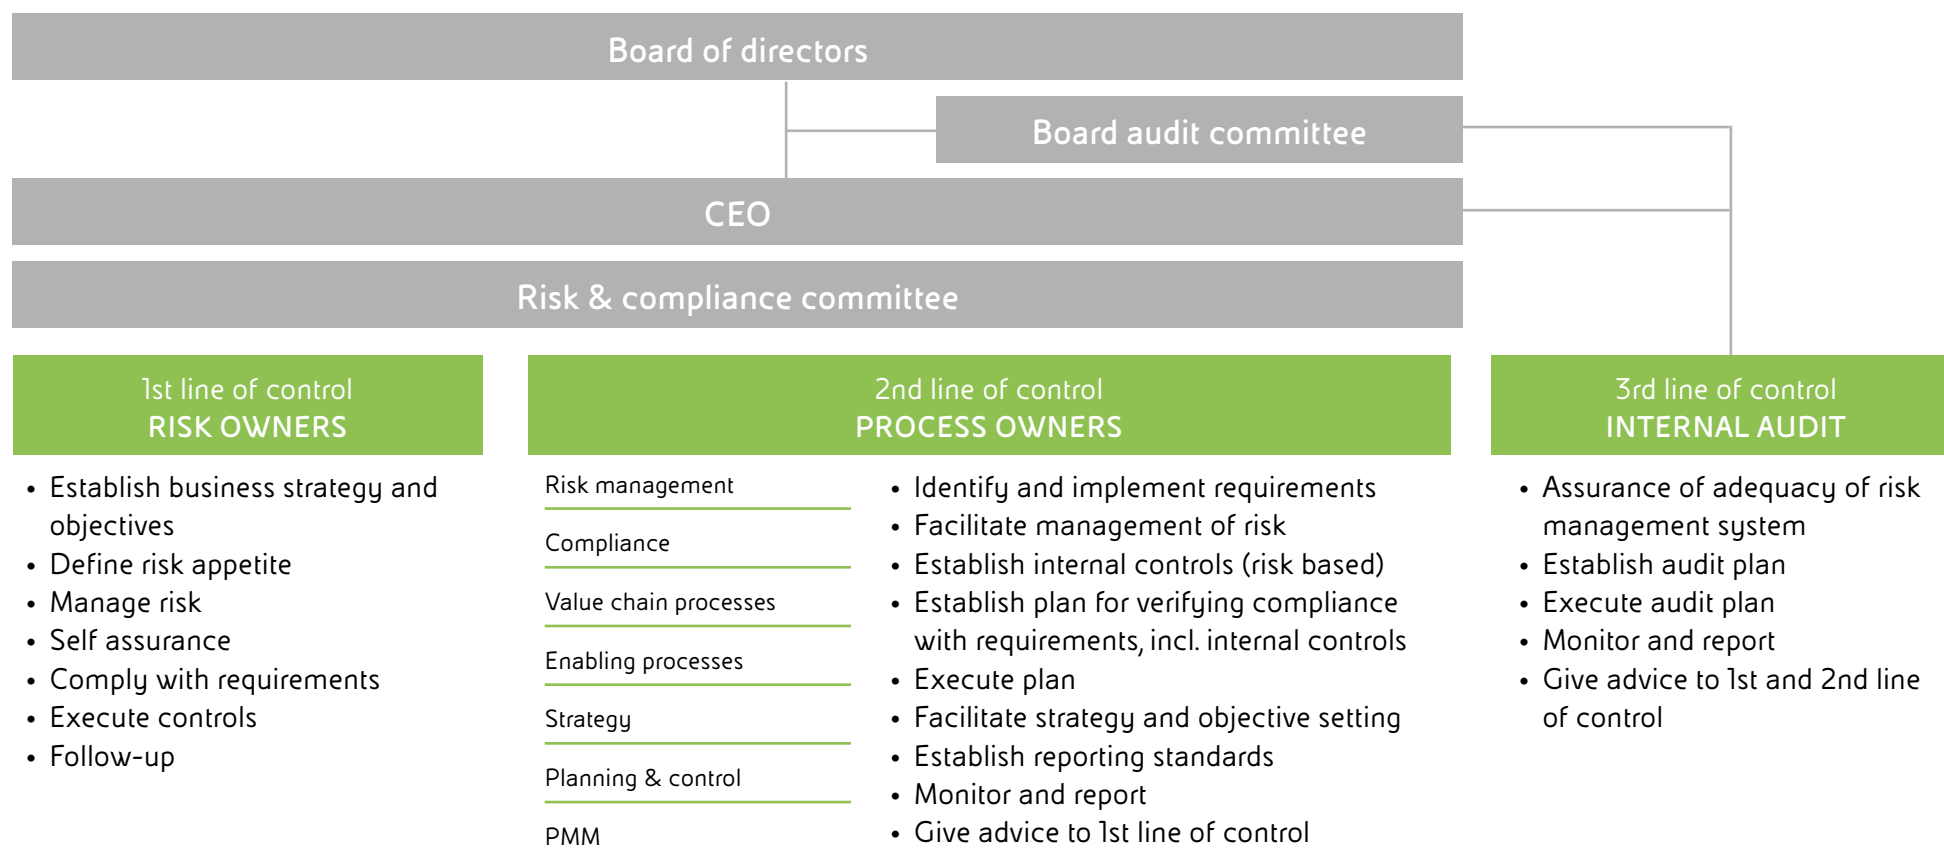 Board of directors
Board audit committee
CEO
Risk & compliance committee
1st line of control
RISK OWNERS
• Establish business strategy and
objectives
• Define risk appetite
• Manage risk
• Self assurance
• Comply with requirements
• Execute controls
• Follow-up
2nd line of control
PROCESS OWNERS
Risk management
Compliance
Value chain processes
Enabling processes
Strategy
Planning & control
PMM
• Identify and implement requirements
• Facilitate management of risk
• Establish internal controls (risk based)
• Establish plan for verifying compliance
with requirements, incl. internal controls
• Execute plan
• Facilitate strategy and objective setting
• Establish reporting standards
• Monitor and report
• Give advice to 1st line of control
3rd line of control
INTERNAL AUDIT
• Assurance of adequacy of risk
management system
• Establish audit plan
• Execute audit plan
• Monitor and report
• Give advice to 1st and 2nd line
of control